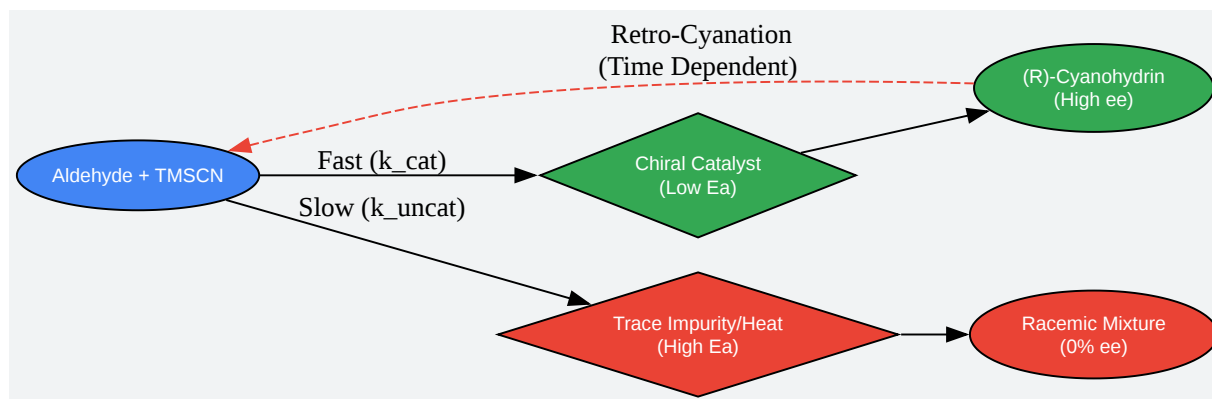 Retro-Cyanation
(Time Dependent)
(R)-Cyanohydrin
(High ee)
Aldehyde + TMSCN
Fast (k_cat)
Chiral Catalyst
(Low Ea)
Slow (k_uncat)
Trace Impurity/Heat
(High Ea)
Racemic Mixture
(0% ee)